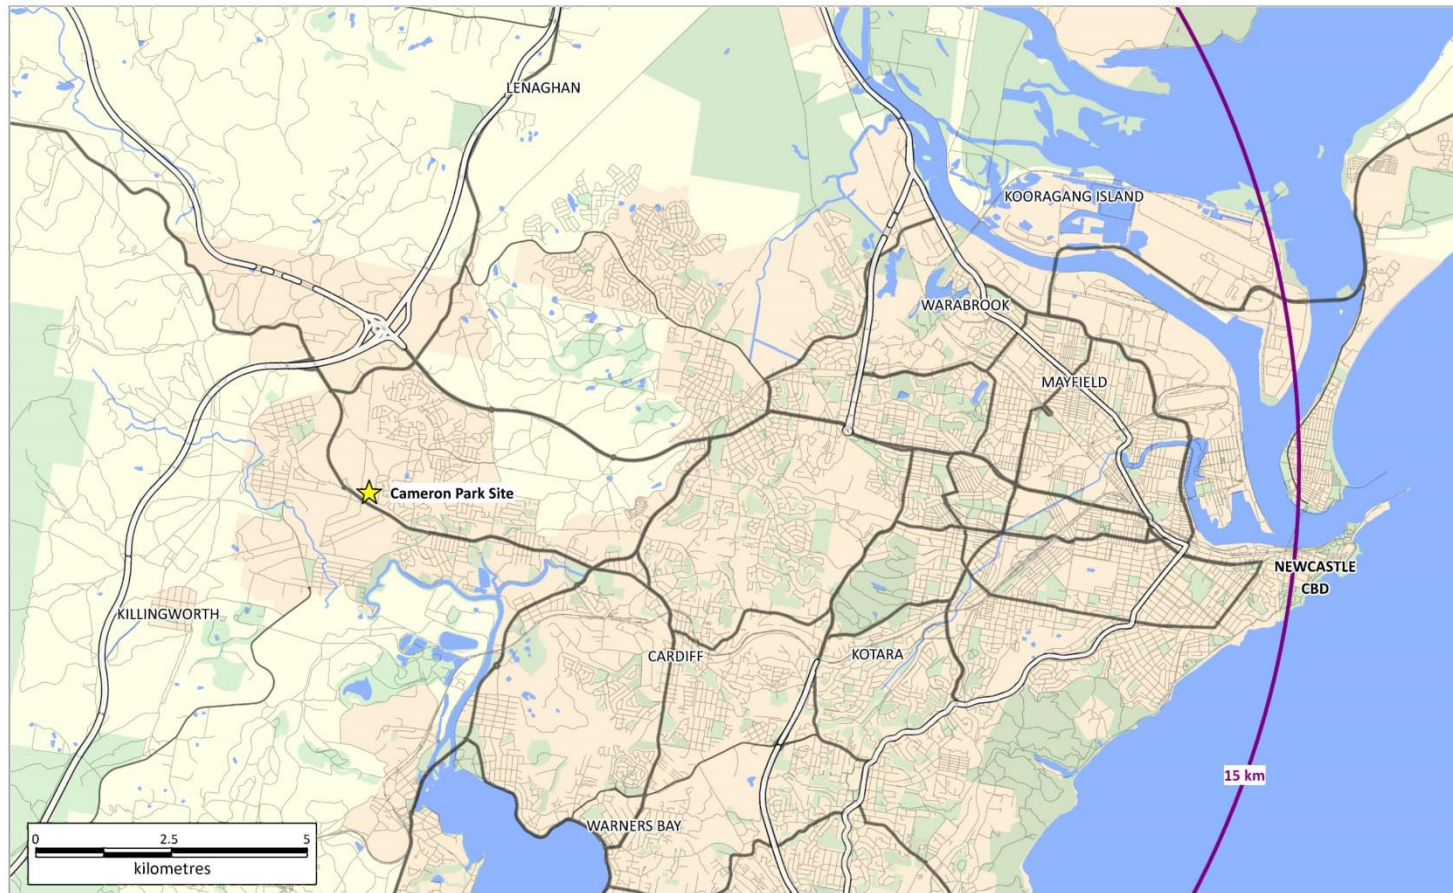 LENAGHAN
KOORAGANG ISLAND
WARABROOK
MAYFIELD
Cameron Park Site
NEWCASTLE
CBD
KILLINGWORTH
CARDIFF
KOTARA
15 km
WARNERS BAY
0 2.5 5
kilometres